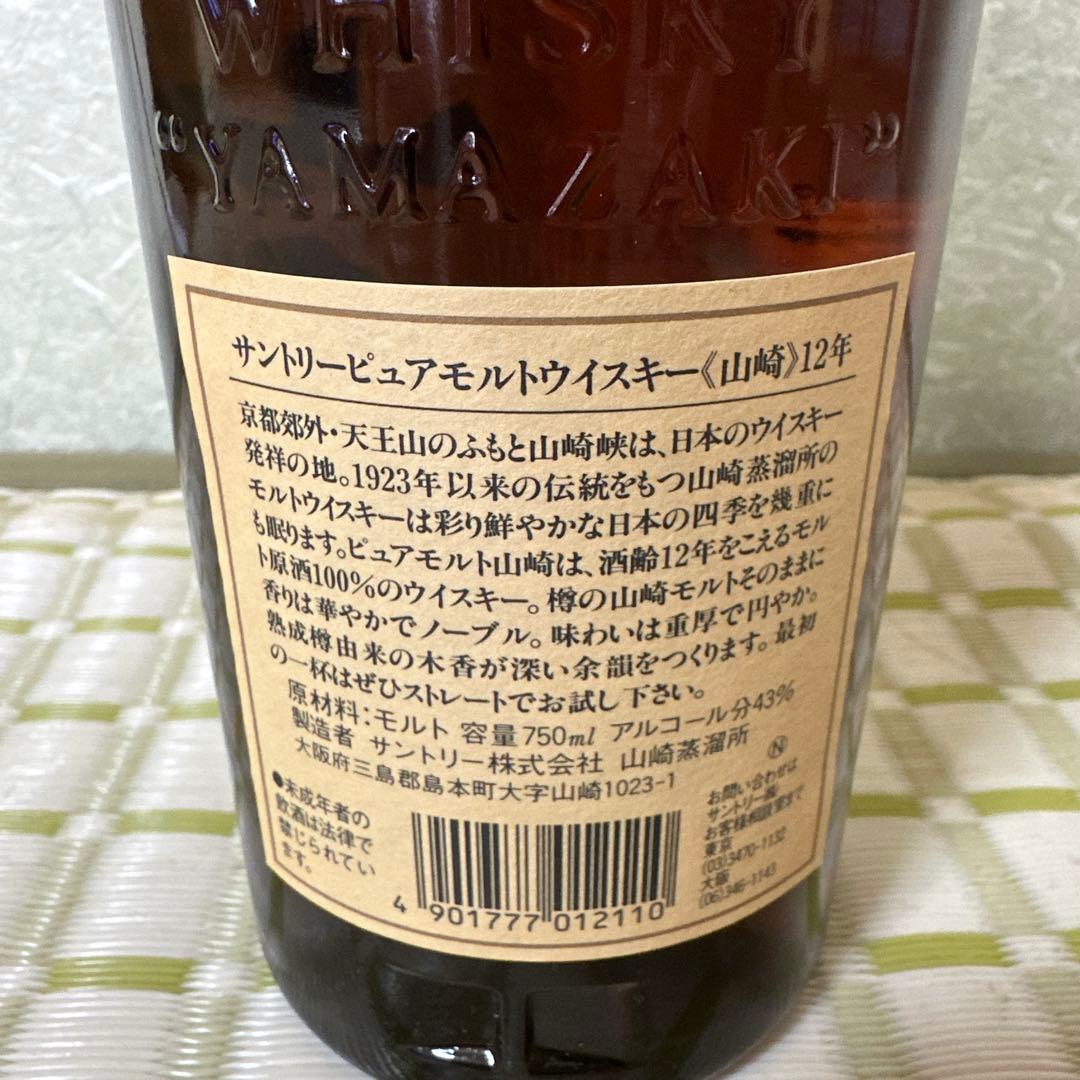 WHISKY
"YAMAZAKI"
サントリーピュアモルトウイスキー《山崎》12年
京都郊外・天王山のふもと山崎峡は、日本のウイスキー
発祥の地。1923年以来の伝統をもつ山崎蒸溜所の
モルトウイスキーは彩り鮮やかな日本の四季を幾重に
も眠ります。ピュアモルト山崎は、酒齢12年をこえるモル
ト原酒100%のウイスキー。樽の山崎モルトそのままに
香りは華やかでノーブル。味わいは重厚で円やか。
熟成樽由来の木香が深い余韻をつくります。最初
の一杯はぜひストレートでお試し下さい。
原材料:モルト 容量750ml アルコール分43%
製造者 サントリー株式会社 山崎蒸溜所
大阪府三島郡島本町大字山崎1023-1
Ⓝ
●未成年者の
飲酒は法律で
禁じられてい
ます。
4 901777 012110
お問い合わせは
サントリー㈱
お客様相談室まで
東京
(03)3470-1132
大阪
(06)346-1143